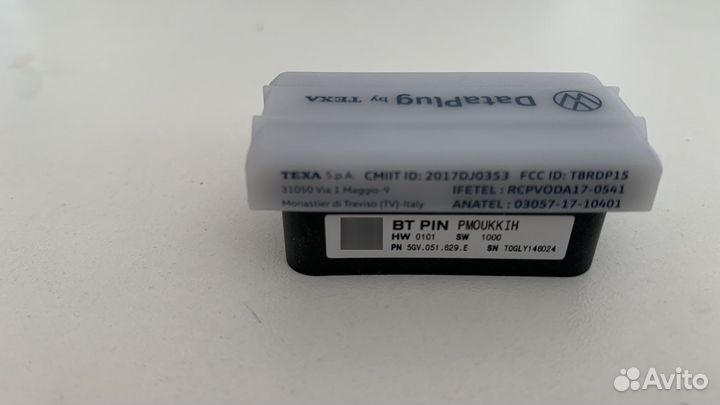 DataPlug by TEXA
TEXA S.p.A. CMIIT ID: 2017DJ0353 FCC ID: T8RDP15
31050 Via 1 Maggio-9 IFETEL: RCPVODA17-0541
Monastier di Treviso (TV)-Italy ANATEL: 03057-17-10401
BT PIN PMOUKKIH
HW 0101 SW 1000
PN 5GV.051.629.E SN TOGLY146024
Avito